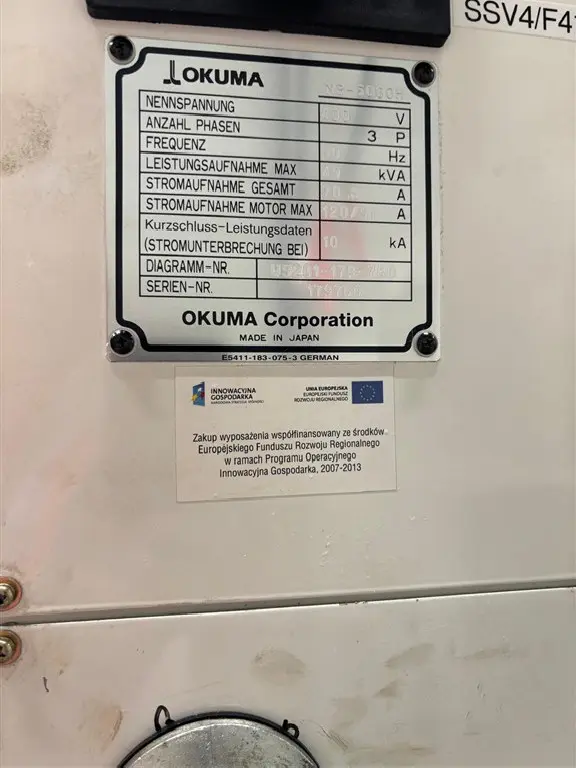 SSV4/F4
OKUMA
NENNSPANNUNG V
ANZAHL PHASEN 3 P
FREQUENZ Hz
LEISTUNGSAUFNAHME MAX kVA
STROMAUFNAHME GESAMT A
STROMAUFNAHME MOTOR MAX A
Kurzschluss-Leistungsdaten
(STROMUNTERBRECHUNG BEI) 10 kA
DIAGRAMM-NR.
SERIEN-NR.
OKUMA Corporation
MADE IN JAPAN
E5411-183-075-3 GERMAN
INNOWACYJNA
GOSPODARKA
NARODOWA STRATEGIA SPÓJNOŚCI
UNIA EUROPEJSKA
EUROPEJSKI FUNDUSZ
ROZWOJU REGIONALNEGO
Zakup wyposażenia współfinansowany ze środków
Europejskiego Funduszu Rozwoju Regionalnego
w ramach Programu Operacyjnego
Innowacyjna Gospodarka, 2007-2013